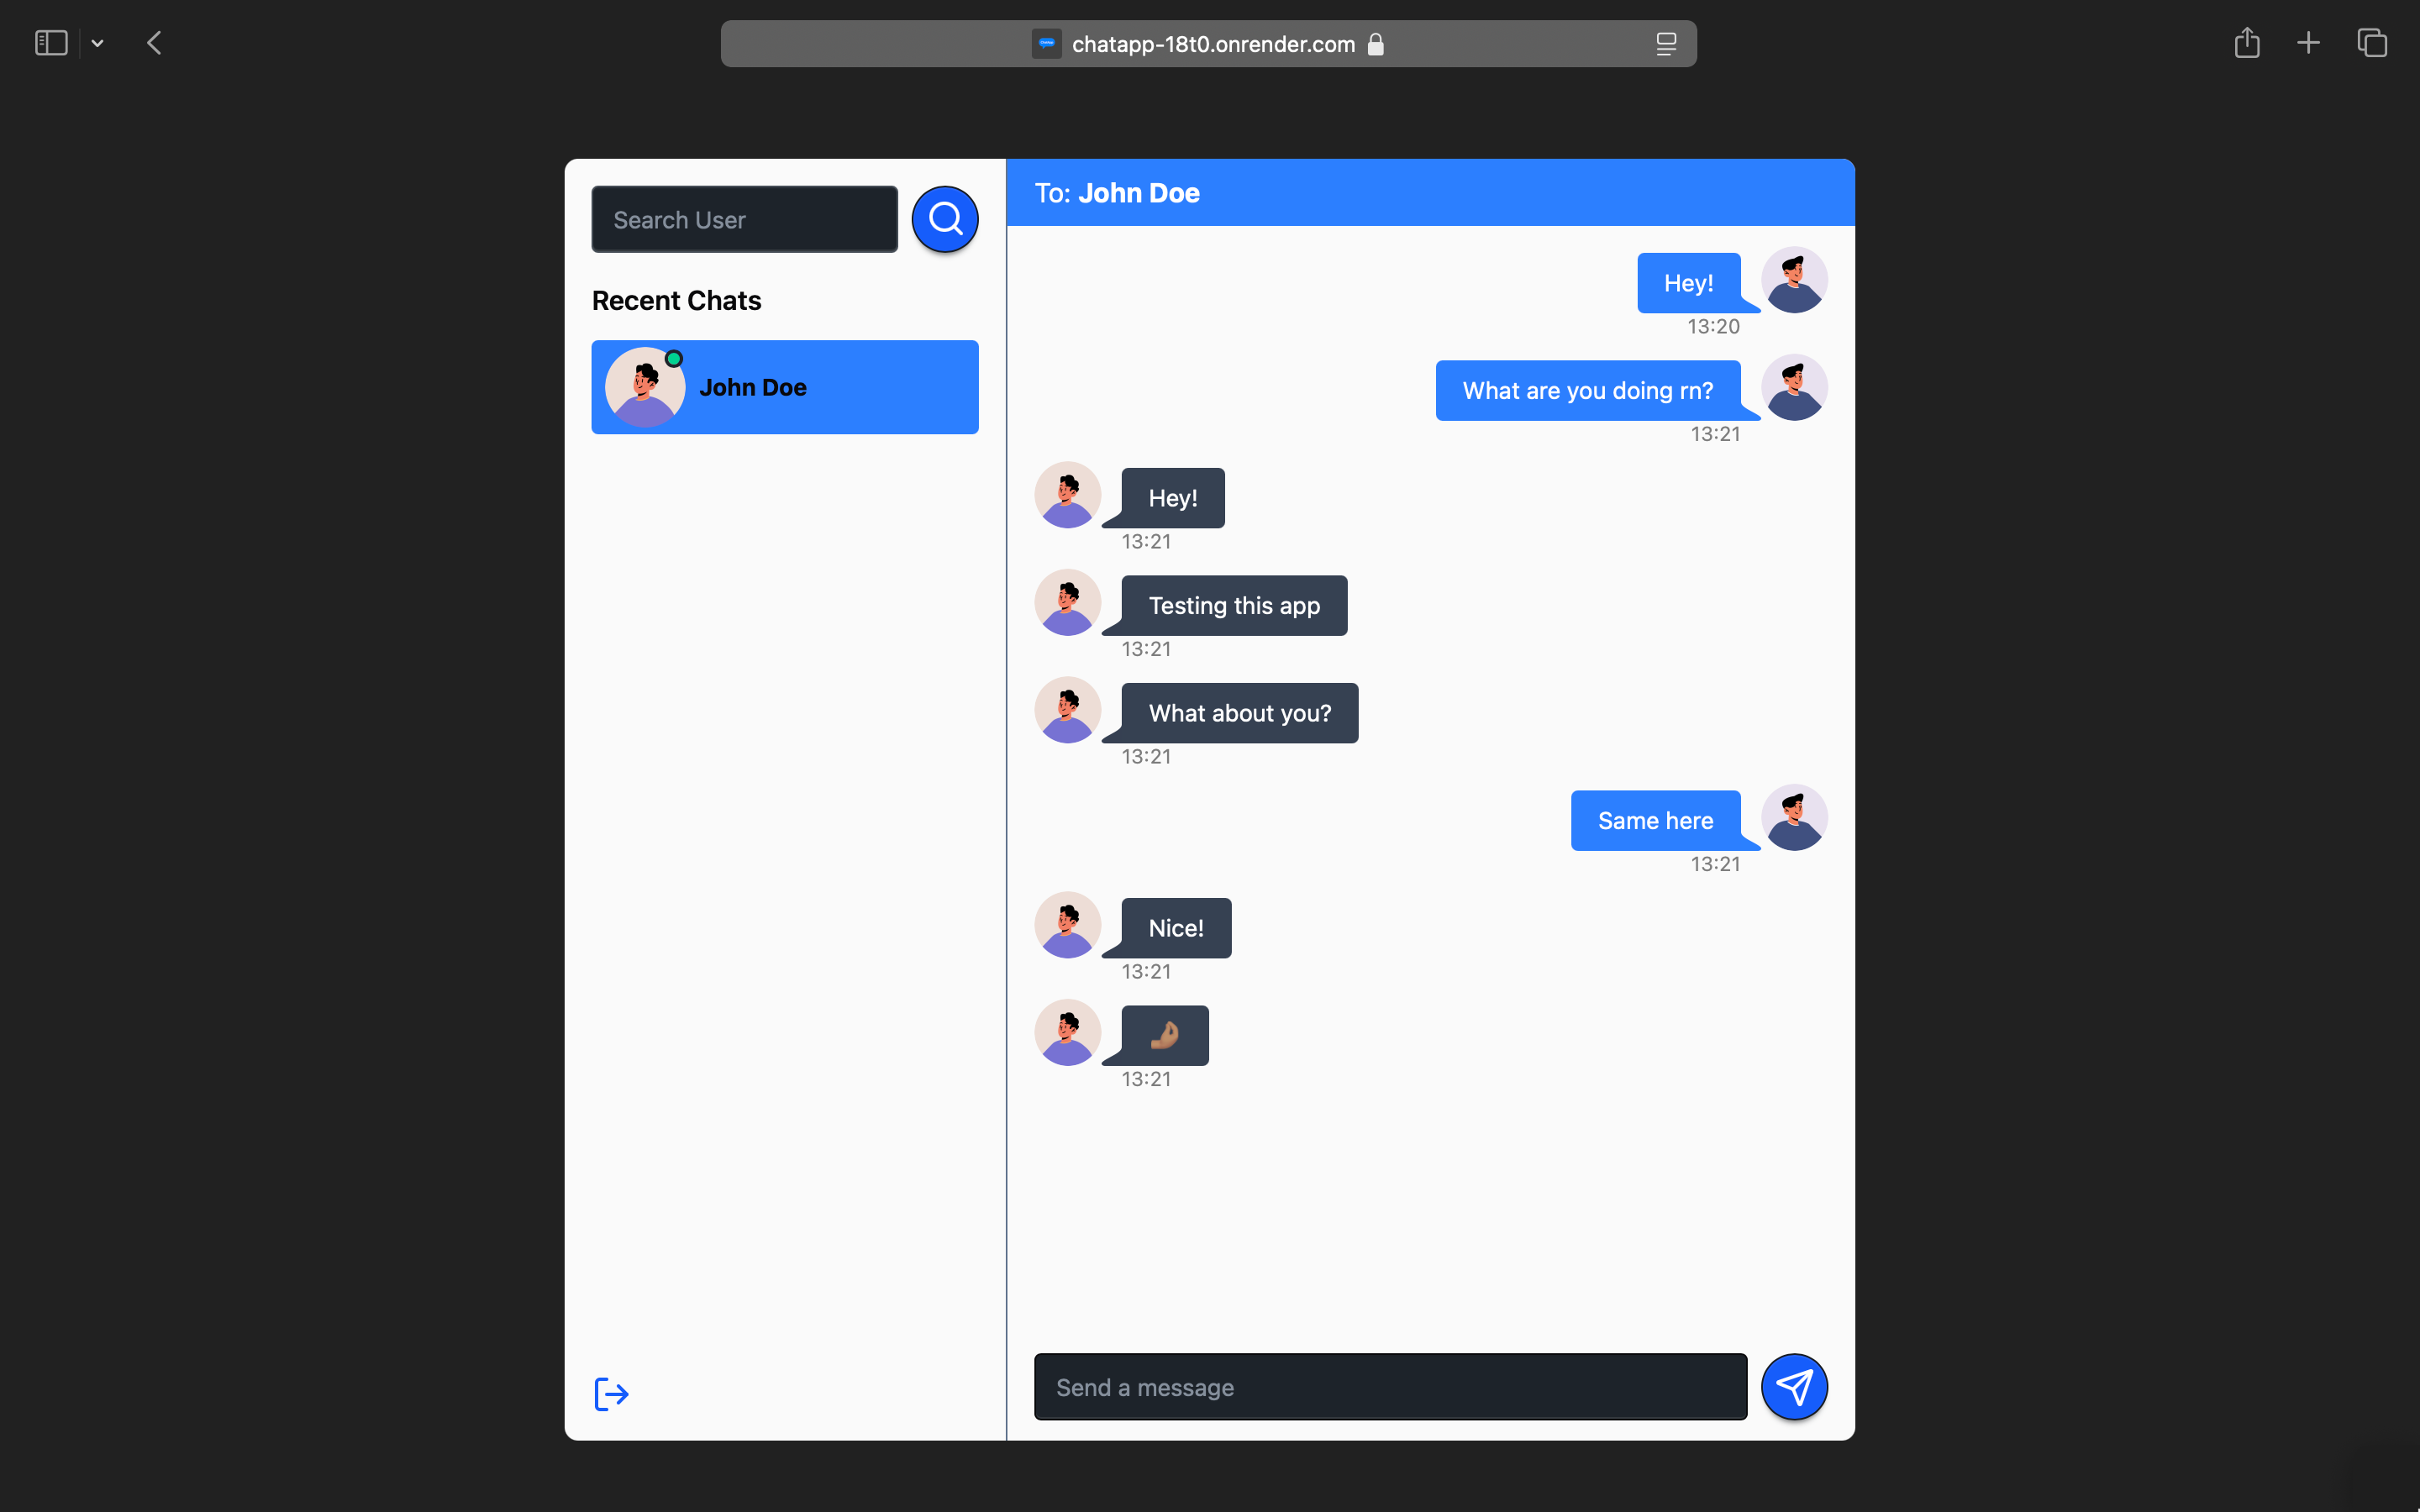 chatapp-18t0.onrender.com
Search User
Recent Chats
John Doe
To: John Doe
Hey!
13:20
What are you doing rn?
13:21
Hey!
13:21
Testing this app
13:21
What about you?
13:21
Same here
13:21
Nice!
13:21
🤌🏽
13:21
Send a message